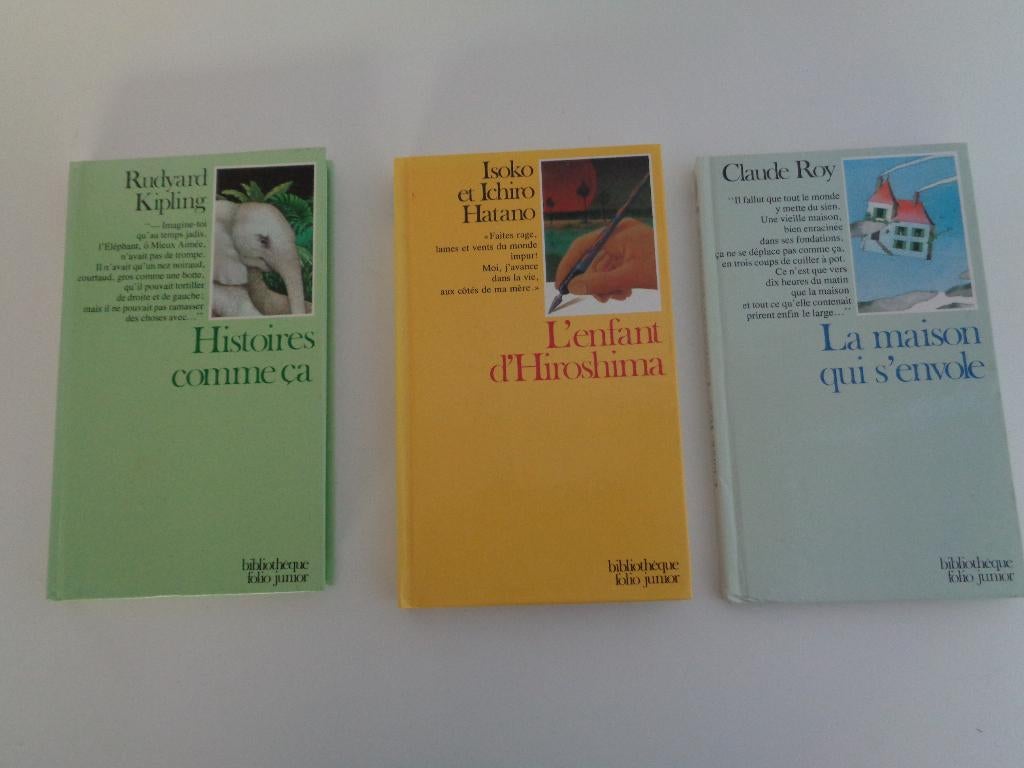 Rudyard
Kipling
"— Imagine-toi
qu'au temps jadis,
l'Eléphant, ô Mieux Aimée,
n'avait pas de trompe.
Il n'avait qu'un nez noiraud,
courtaud, gros comme une botte,
qu'il pouvait tortiller
de droite et de gauche ;
mais il ne pouvait pas ramasser
des choses avec..."
Histoires
comme ça
bibliothèque
folio junior
Isoko
et Ichiro
Hatano
«Faites rage,
lames et vents du monde
impur!
Moi, j'avance
dans la vie,
aux côtés de ma mère.»
L'enfant
d'Hiroshima
bibliothèque
folio junior
Claude Roy
"Il fallut que tout le monde
y mette du sien.
Une vieille maison,
bien enracinée
dans ses fondations,
ça ne se déplace pas comme ça,
en trois coups de cuiller à pot.
Ce n'est que vers
dix heures du matin
que la maison
et tout ce qu'elle contenait
prirent enfin le large..."
La maison
qui s'envole
bibliothèque
folio junior